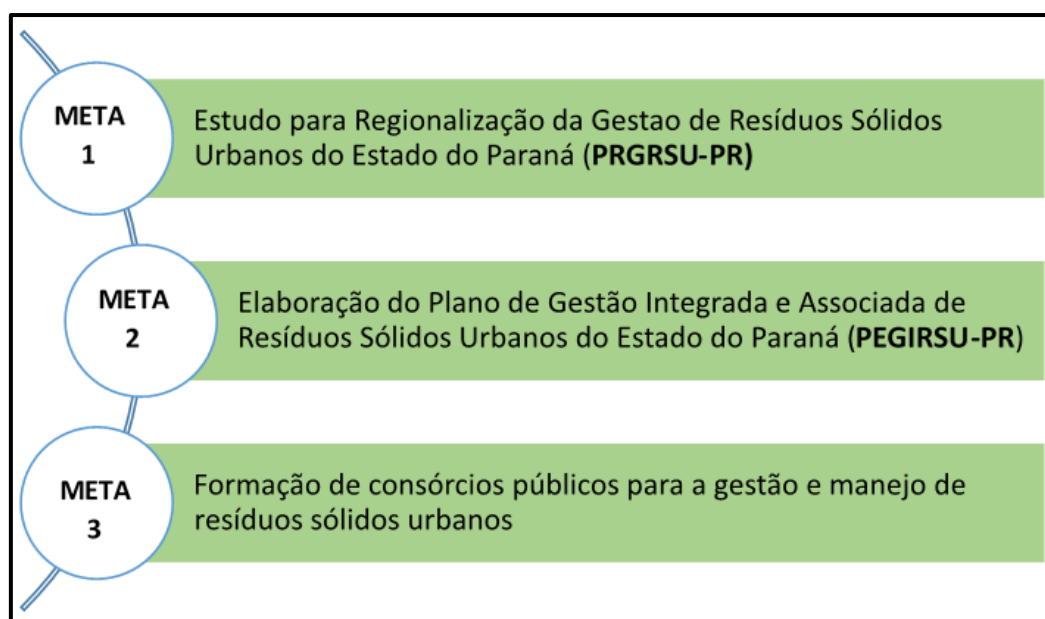 META
1
Estudo para Regionalização da Gestao de Resíduos Sólidos
Urbanos do Estado do Paraná (PRGRSU-PR)
META
2
Elaboração do Plano de Gestão Integrada e Associada de
Resíduos Sólidos Urbanos do Estado do Paraná (PEGIRSU-PR)
META
3
Formação de consórcios públicos para a gestão e manejo de
resíduos sólidos urbanos